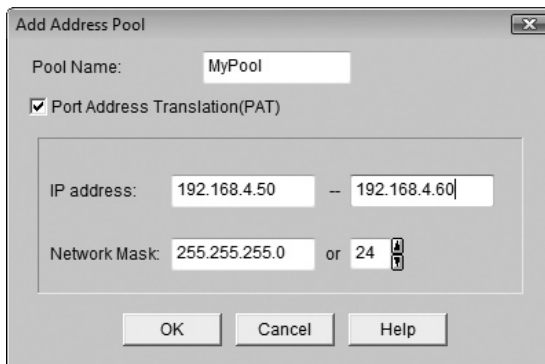 Add Address Pool
Pool Name: MyPool
Port Address Translation(PAT)
IP address: 192.168.4.50 -- 192.168.4.60
Network Mask: 255.255.255.0 or 24
OK Cancel Help